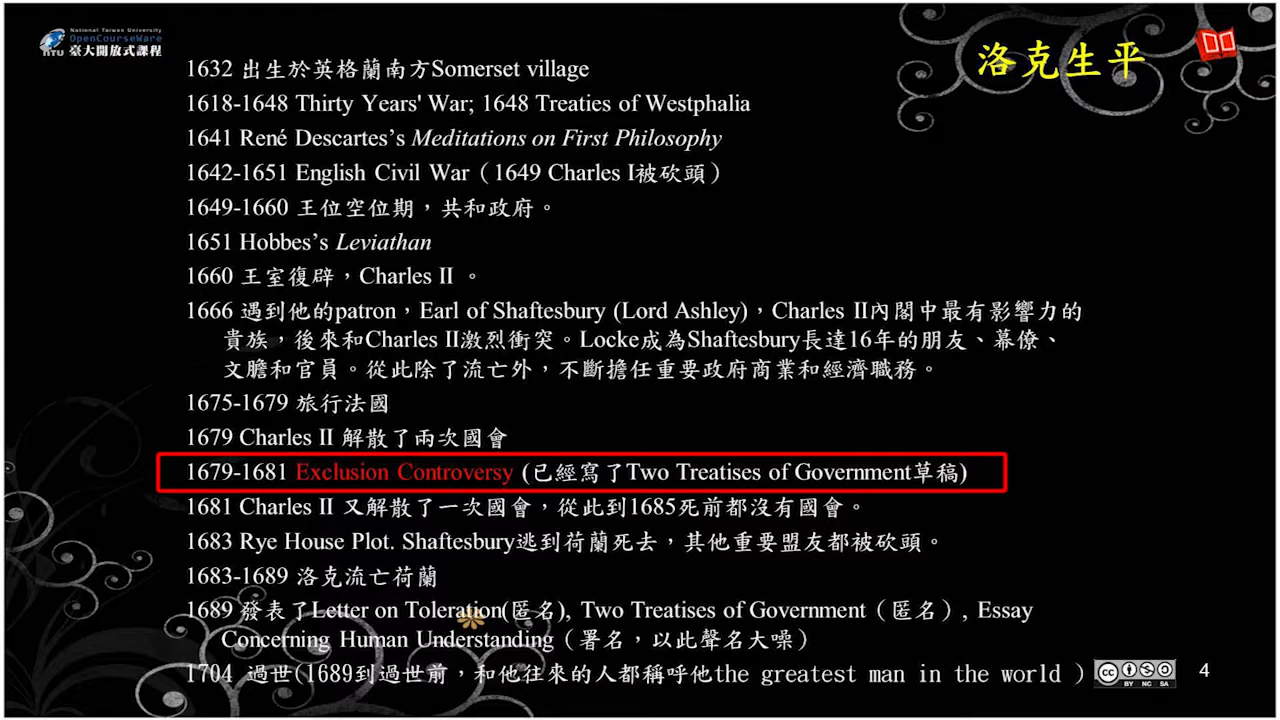 National Taiwan University
OpenCourseWare
NTU 臺大開放式課程
洛克生平
1632 出生於英格蘭南方Somerset village
1618-1648 Thirty Years' War; 1648 Treaties of Westphalia
1641 René Descartes’s Meditations on First Philosophy
1642-1651 English Civil War（1649 Charles I被砍頭）
1649-1660 王位空位期，共和政府。
1651 Hobbes’s Leviathan
1660 王室復辟，Charles II 。
1666 遇到他的patron，Earl of Shaftesbury (Lord Ashley)，Charles II內閣中最有影響力的
貴族，後來和Charles II激烈衝突。Locke成為Shaftesbury長達16年的朋友、幕僚、
文膽和官員。從此除了流亡外，不斷擔任重要政府商業和經濟職務。
1675-1679 旅行法國
1679 Charles II 解散了兩次國會
1679-1681 Exclusion Controversy (已經寫了Two Treatises of Government草稿)
1681 Charles II 又解散了一次國會，從此到1685死前都沒有國會。
1683 Rye House Plot. Shaftesbury逃到荷蘭死去，其他重要盟友都被砍頭。
1683-1689 洛克流亡荷蘭
1689 發表了Letter on Toleration(匿名), Two Treatises of Government（匿名）, Essay
Concerning Human Understanding（署名，以此聲名大噪）
1704 過世(1689到過世前，和他往來的人都稱呼他the greatest man in the world ）
cc BY NC SA
4